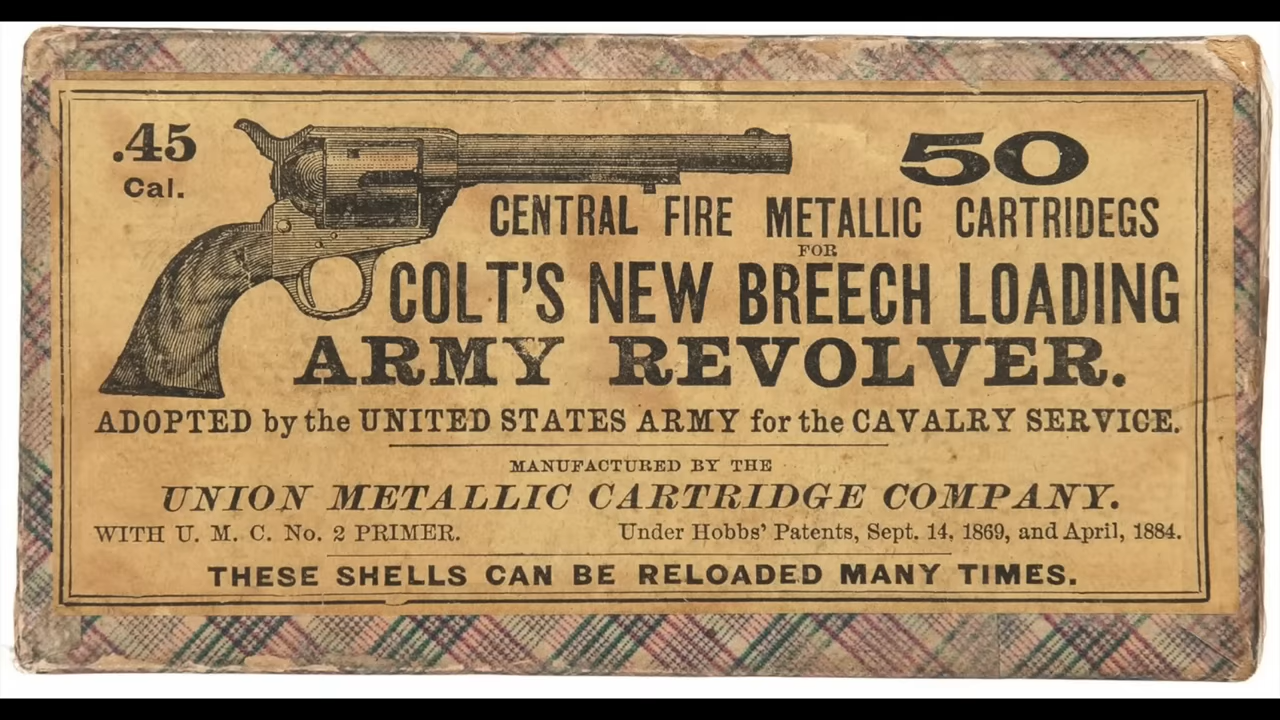 .45
Cal.
50
CENTRAL FIRE METALLIC CARTRIDEGS
FOR
COLT'S NEW BREECH LOADING
ARMY REVOLVER.
ADOPTED by the UNITED STATES ARMY for the CAVALRY SERVICE.
MANUFACTURED BY THE
UNION METALLIC CARTRIDGE COMPANY.
WITH U. M. C. No. 2 PRIMER.
Under Hobbs' Patents, Sept. 14, 1869, and April, 1884.
THESE SHELLS CAN BE RELOADED MANY TIMES.